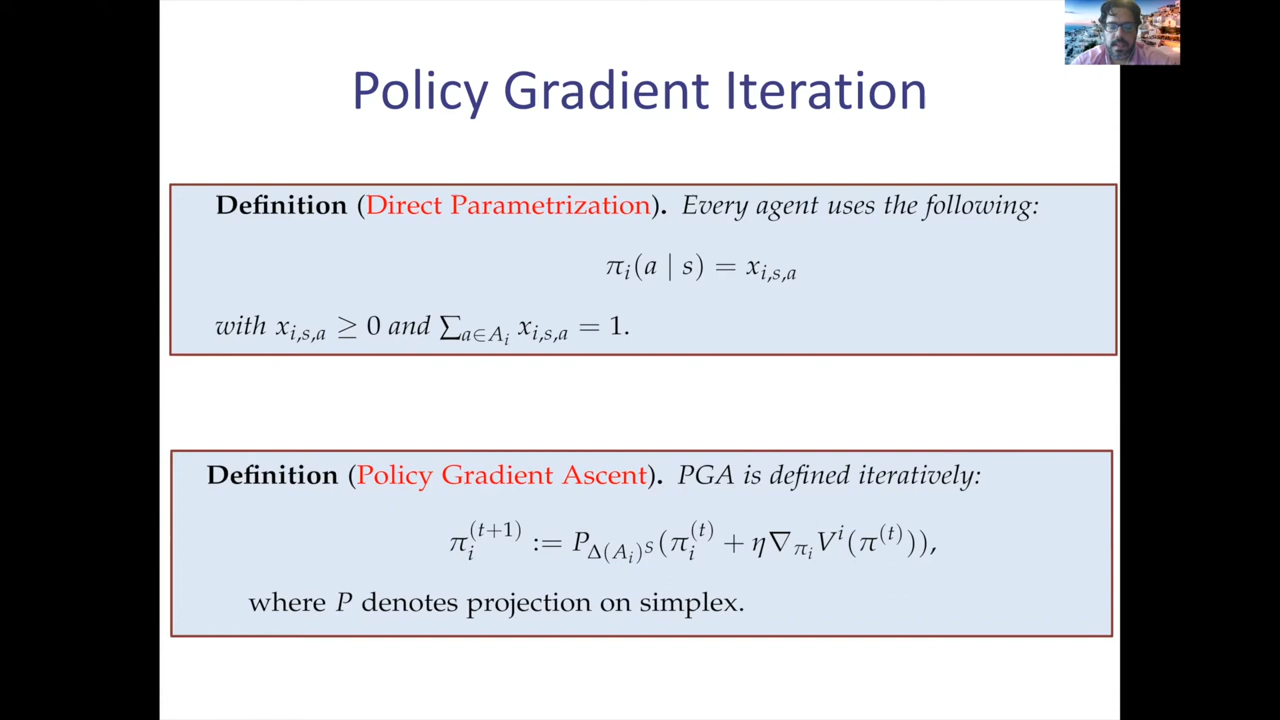 Policy Gradient Iteration
Definition (Direct Parametrization). Every agent uses the following:
π_i(a | s) = x_{i,s,a}
with x_{i,s,a} ≥ 0 and ∑_{a∈A_i} x_{i,s,a} = 1.
Definition (Policy Gradient Ascent). PGA is defined iteratively:
π_i^{(t+1)} := P_{Δ(A_i)^S}(π_i^{(t)} + η∇_{π_i}V^i(π^{(t)})),
where P denotes projection on simplex.